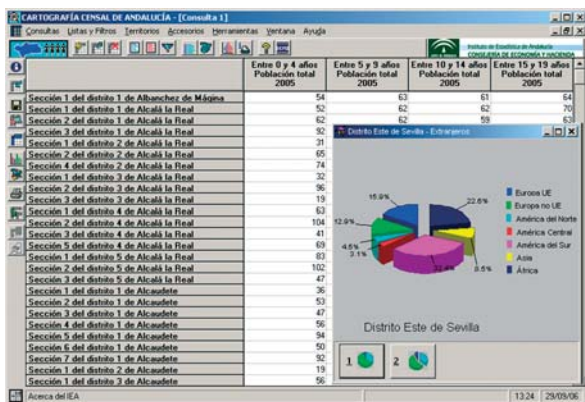 CARTOGRAFÍA CENSAL DE ANDALUCÍA - [Consulta 1]
Consultas Listas y Filtros Territorios Accesorios Herramientas Ventana Ayuda
Instituto de Estadística de Andalucía
CONSEJERÍA DE ECONOMÍA Y HACIENDA
Entre 0 y 4 años Entre 5 y 9 años Entre 10 y 14 años Entre 15 y 19 años
Población total Población total Población total Población total
2005 2005 2005 2005
Sección 1 del distrito 1 de Albanchez de Mágina 54 63 61 64
Sección 1 del distrito 1 de Alcalá la Real 52 62 62 70
Sección 2 del distrito 1 de Alcalá la Real 62 62 59 63
Sección 3 del distrito 1 de Alcalá la Real 92
Sección 1 del distrito 2 de Alcalá la Real 31
Sección 2 del distrito 2 de Alcalá la Real 65
Sección 4 del distrito 2 de Alcalá la Real 74
Sección 1 del distrito 3 de Alcalá la Real 32
Sección 2 del distrito 3 de Alcalá la Real 96
Sección 3 del distrito 3 de Alcalá la Real 19
Sección 1 del distrito 4 de Alcalá la Real 63
Sección 2 del distrito 4 de Alcalá la Real 104
Sección 3 del distrito 4 de Alcalá la Real 41
Sección 5 del distrito 4 de Alcalá la Real 69
Sección 1 del distrito 5 de Alcalá la Real 83
Sección 2 del distrito 5 de Alcalá la Real 102
Sección 3 del distrito 5 de Alcalá la Real 47
Sección 1 del distrito 1 de Alcaudete 36
Sección 2 del distrito 1 de Alcaudete 53
Sección 3 del distrito 1 de Alcaudete 47
Sección 4 del distrito 1 de Alcaudete 56
Sección 5 del distrito 1 de Alcaudete 94
Sección 6 del distrito 1 de Alcaudete 50
Sección 7 del distrito 1 de Alcaudete 92
Sección 1 del distrito 2 de Alcaudete 19
Sección 1 del distrito 3 de Alcaudete 56
Distrito Este de Sevilla - Extranjeros
15.9%
22.6%
12.9%
4.5%
3.1%
8.5%
Europa UE
Europa no UE
América del Norte
América Central
América del Sur
Asia
África
Distrito Este de Sevilla
1 2
Acerca del IEA 13:24 29/09/06